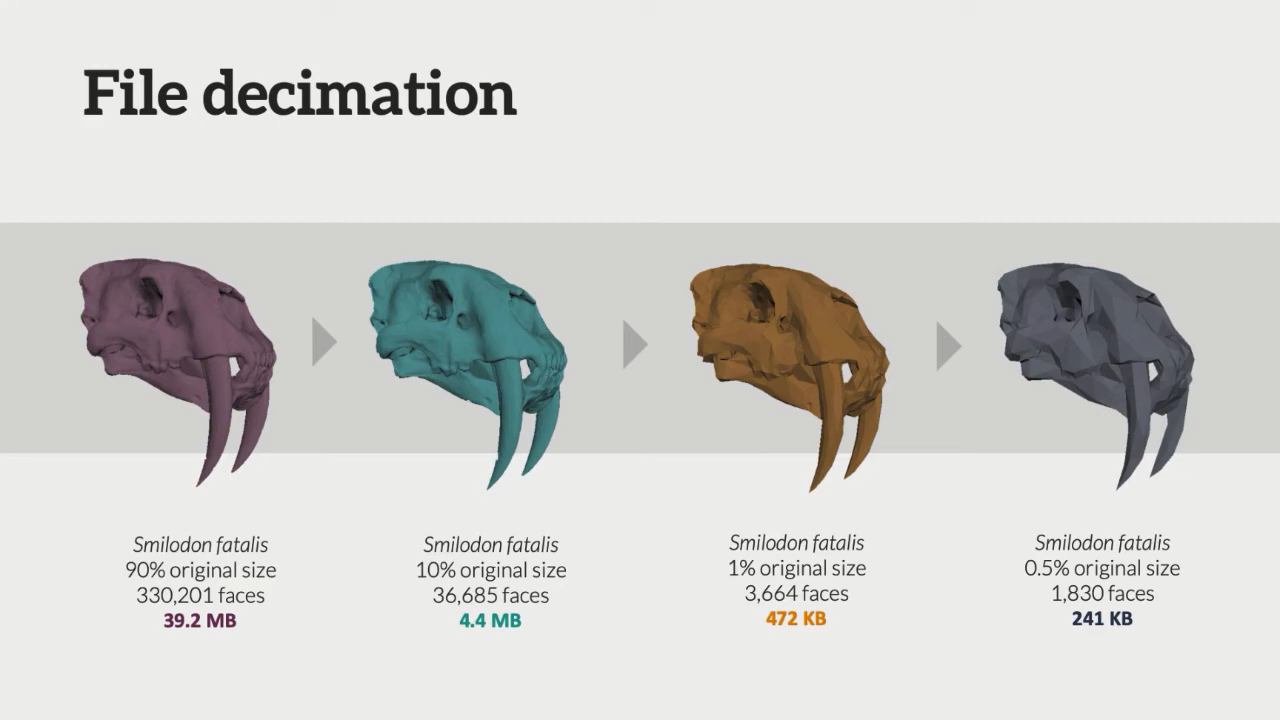 File decimation
Smilodon fatalis
90% original size
330,201 faces
39.2 MB
Smilodon fatalis
10% original size
36,685 faces
4.4 MB
Smilodon fatalis
1% original size
3,664 faces
472 KB
Smilodon fatalis
0.5% original size
1,830 faces
241 KB